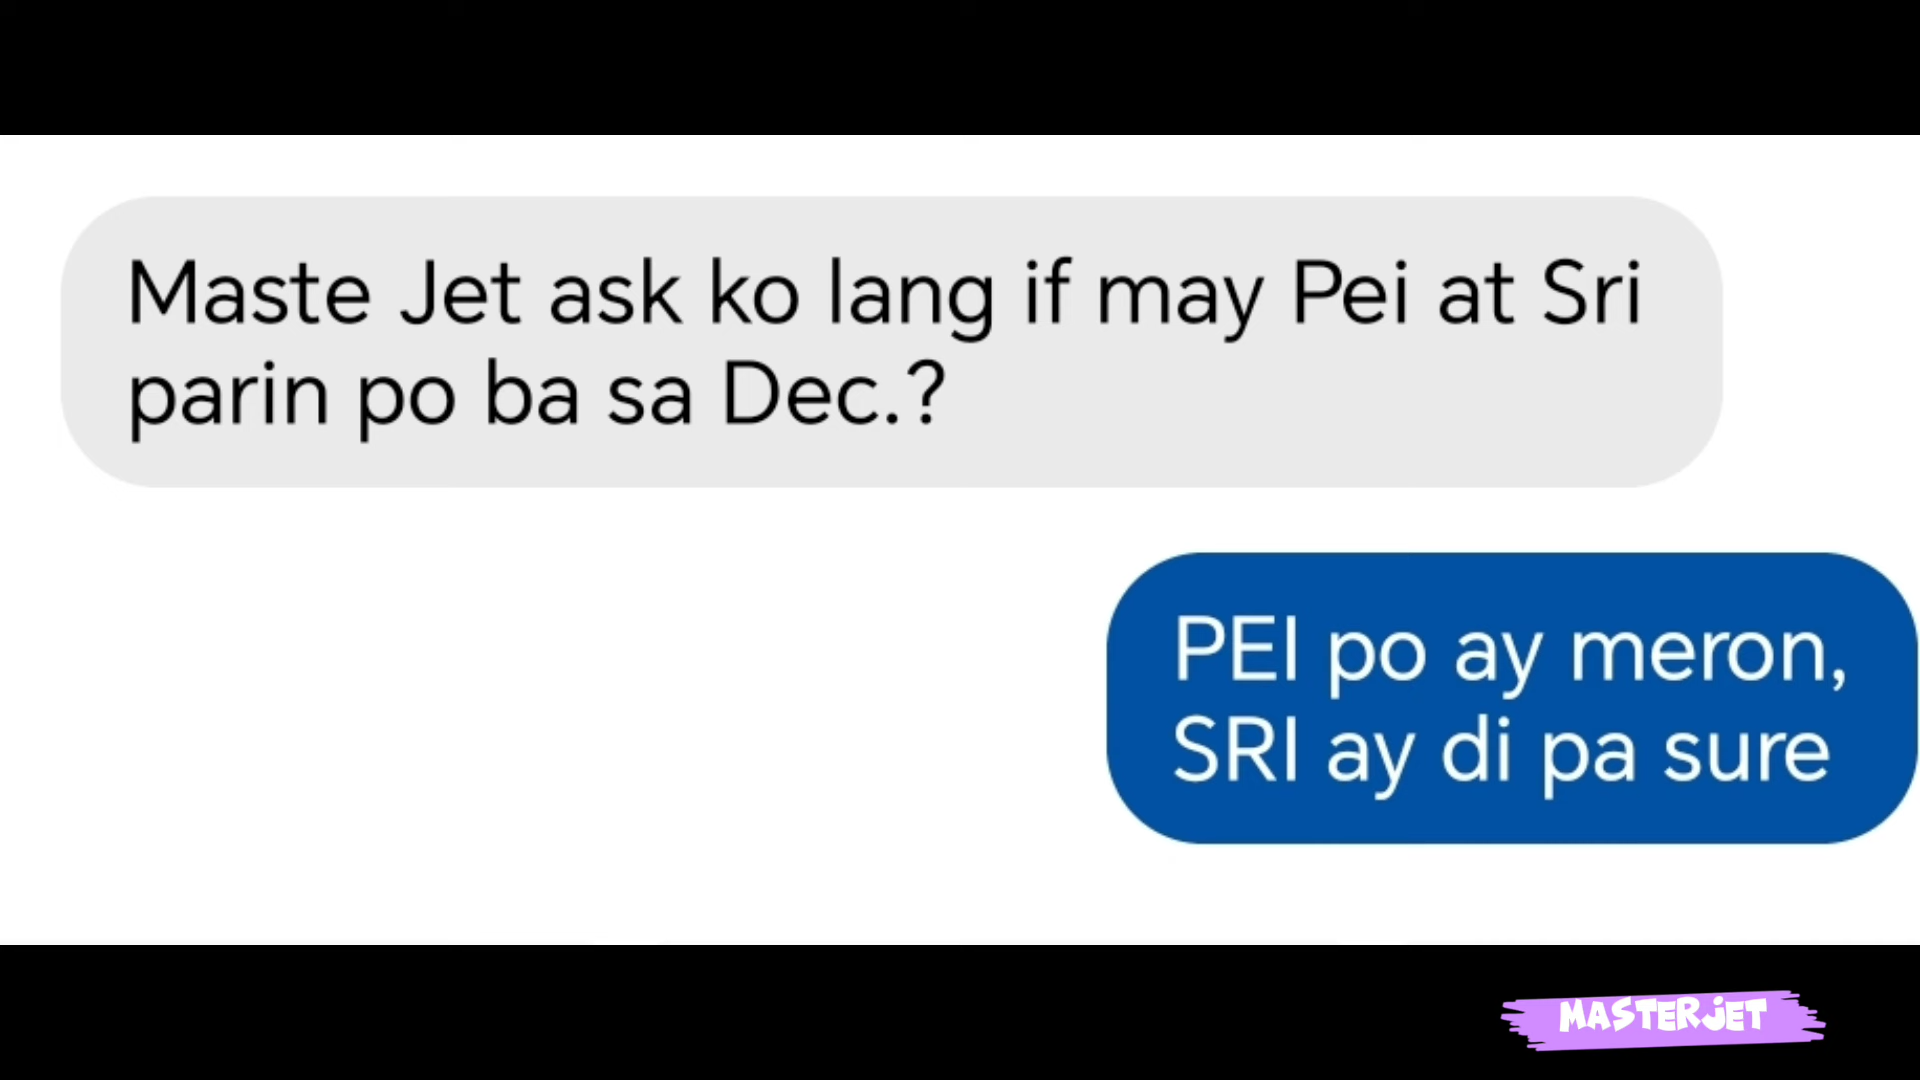 Maste Jet ask ko lang if may Pei at Sri
parin po ba sa Dec.?
PEI po ay meron,
SRI ay di pa sure
MASTERJET